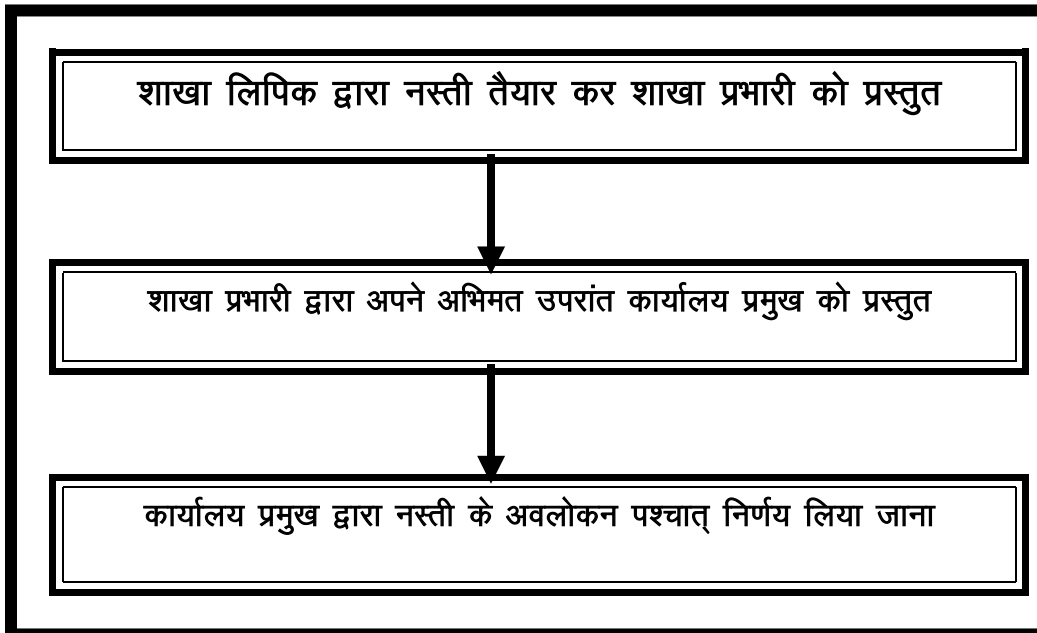 शाखा लिपिक द्वारा नस्ती तैयार कर शाखा प्रभारी को प्रस्तुत
शाखा प्रभारी द्वारा अपने अभिमत उपरांत कार्यालय प्रमुख को प्रस्तुत
कार्यालय प्रमुख द्वारा नस्ती के अवलोकन पश्चात् निर्णय लिया जाना